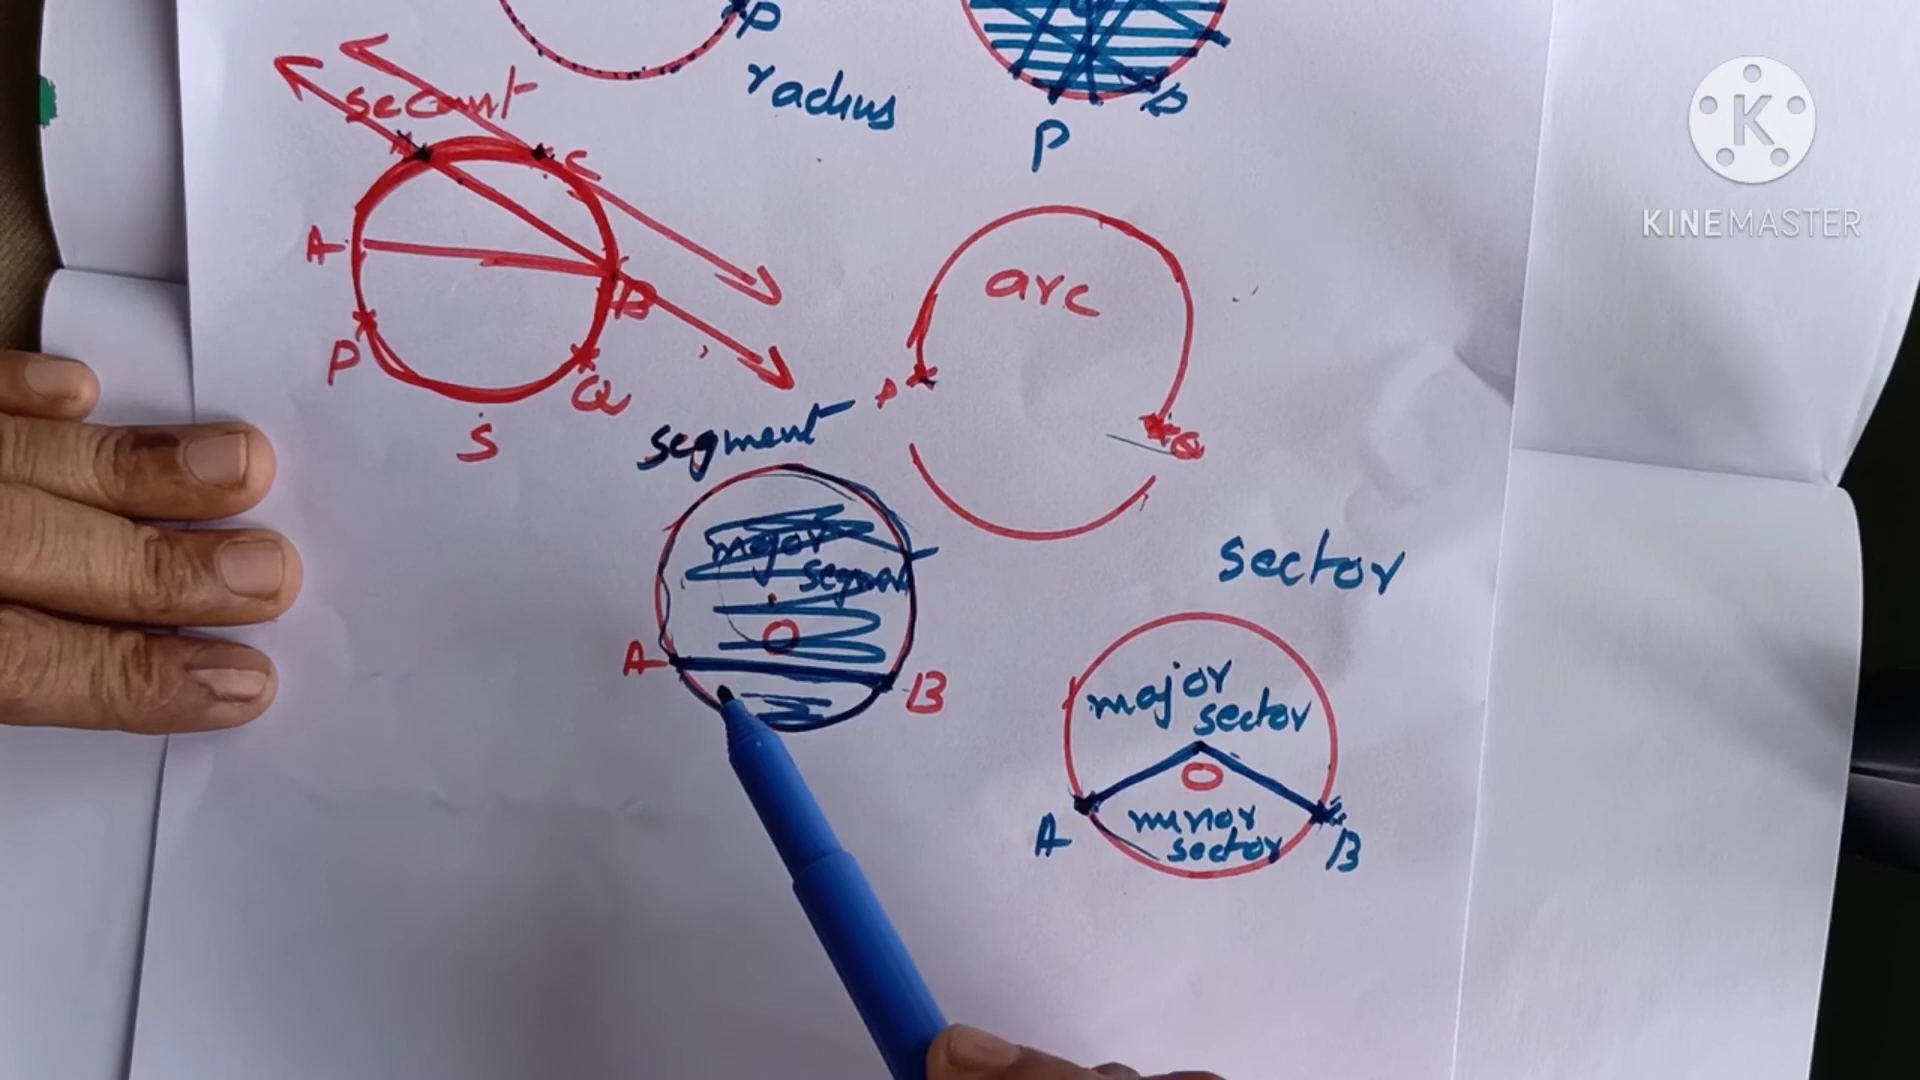 P
radius
P
K
KINEMASTER
secant
C
A
B
P
Q
S
arc
P
Q
segment
major
segment
O
A
B
sector
major
sector
O
minor
sector
A
B